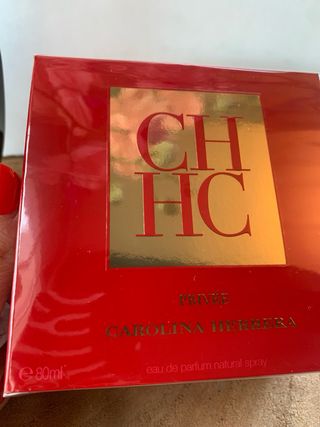 CH
HC
PRIVÉE
CAROLINA HERRERA
eau de parfum natural spray
℮ 80ml